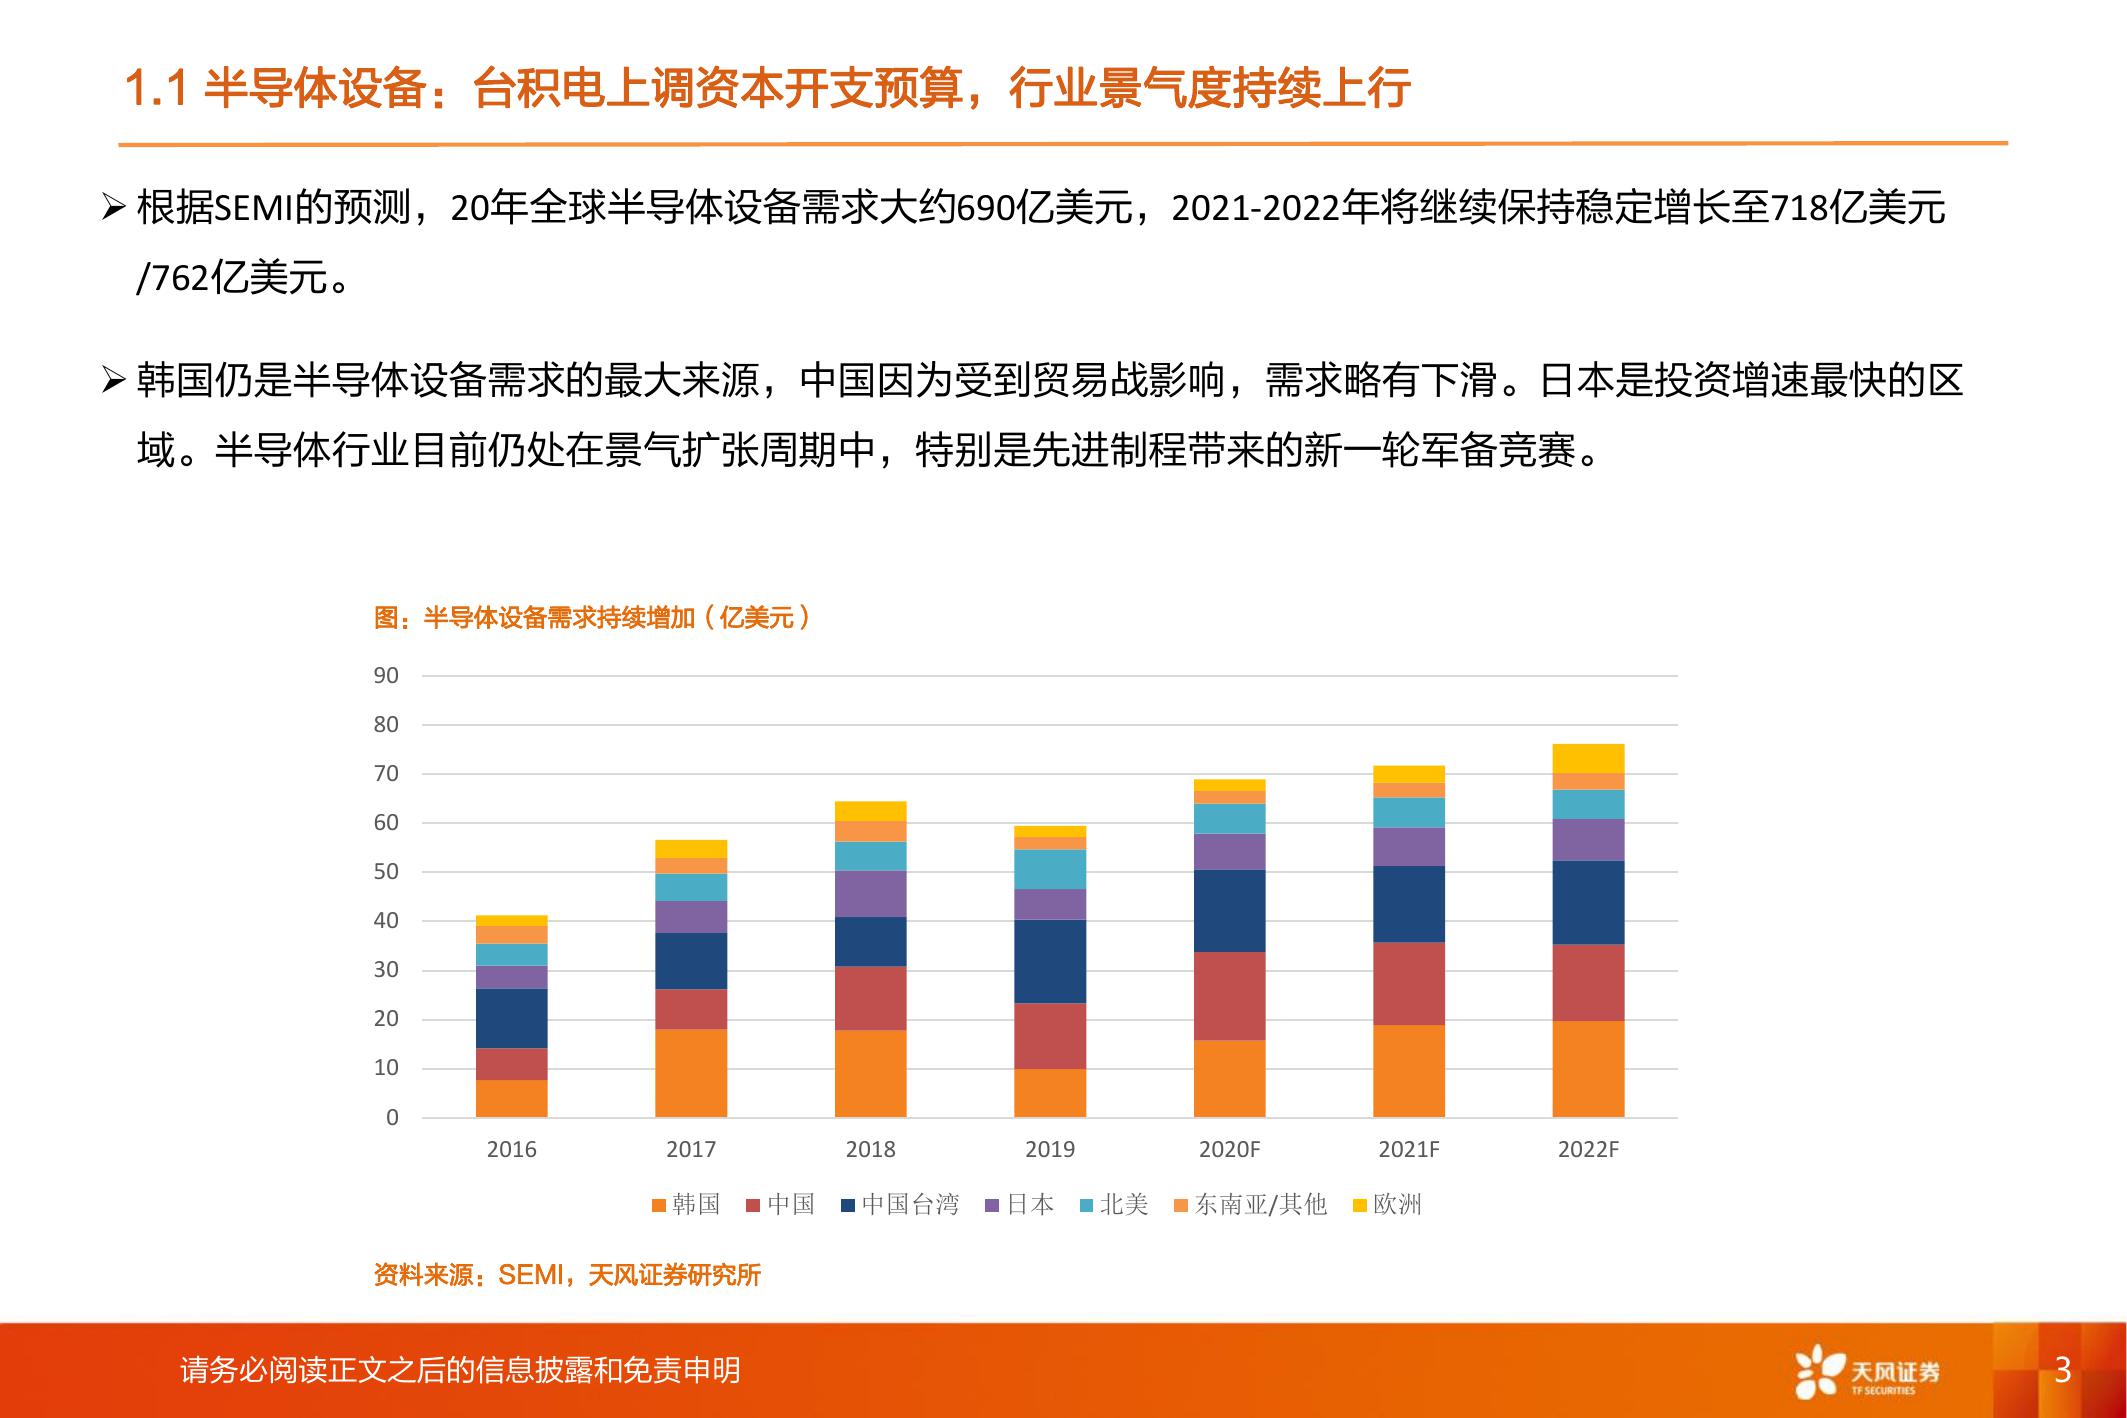 1.1 半导体设备：台积电上调资本开支预算，行业景气度持续上行
➢ 根据SEMI的预测，20年全球半导体设备需求大约690亿美元，2021-2022年将继续保持稳定增长至718亿美元
/762亿美元。
➢ 韩国仍是半导体设备需求的最大来源，中国因为受到贸易战影响，需求略有下滑。日本是投资增速最快的区
域。半导体行业目前仍处在景气扩张周期中，特别是先进制程带来的新一轮军备竞赛。
图：半导体设备需求持续增加（亿美元）
90
80
70
60
50
40
30
20
10
0
2016 2017 2018 2019 2020F 2021F 2022F
韩国 中国 中国台湾 日本 北美 东南亚/其他 欧洲
资料来源：SEMI，天风证券研究所
请务必阅读正文之后的信息披露和免责申明
天风证券
TF SECURITIES
3